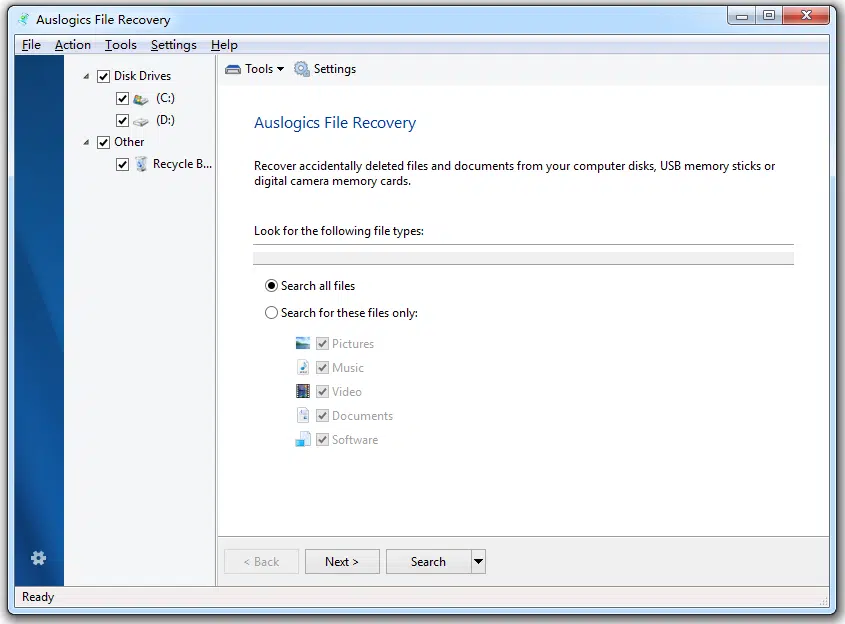 Auslogics File Recovery
File Action Tools Settings Help
Disk Drives
(C:)
(D:)
Other
Recycle B...
Tools Settings
Auslogics File Recovery
Recover accidentally deleted files and documents from your computer disks, USB memory sticks or
digital camera memory cards.
Look for the following file types:
Search all files
Search for these files only:
Pictures
Music
Video
Documents
Software
< Back Next > Search
Ready